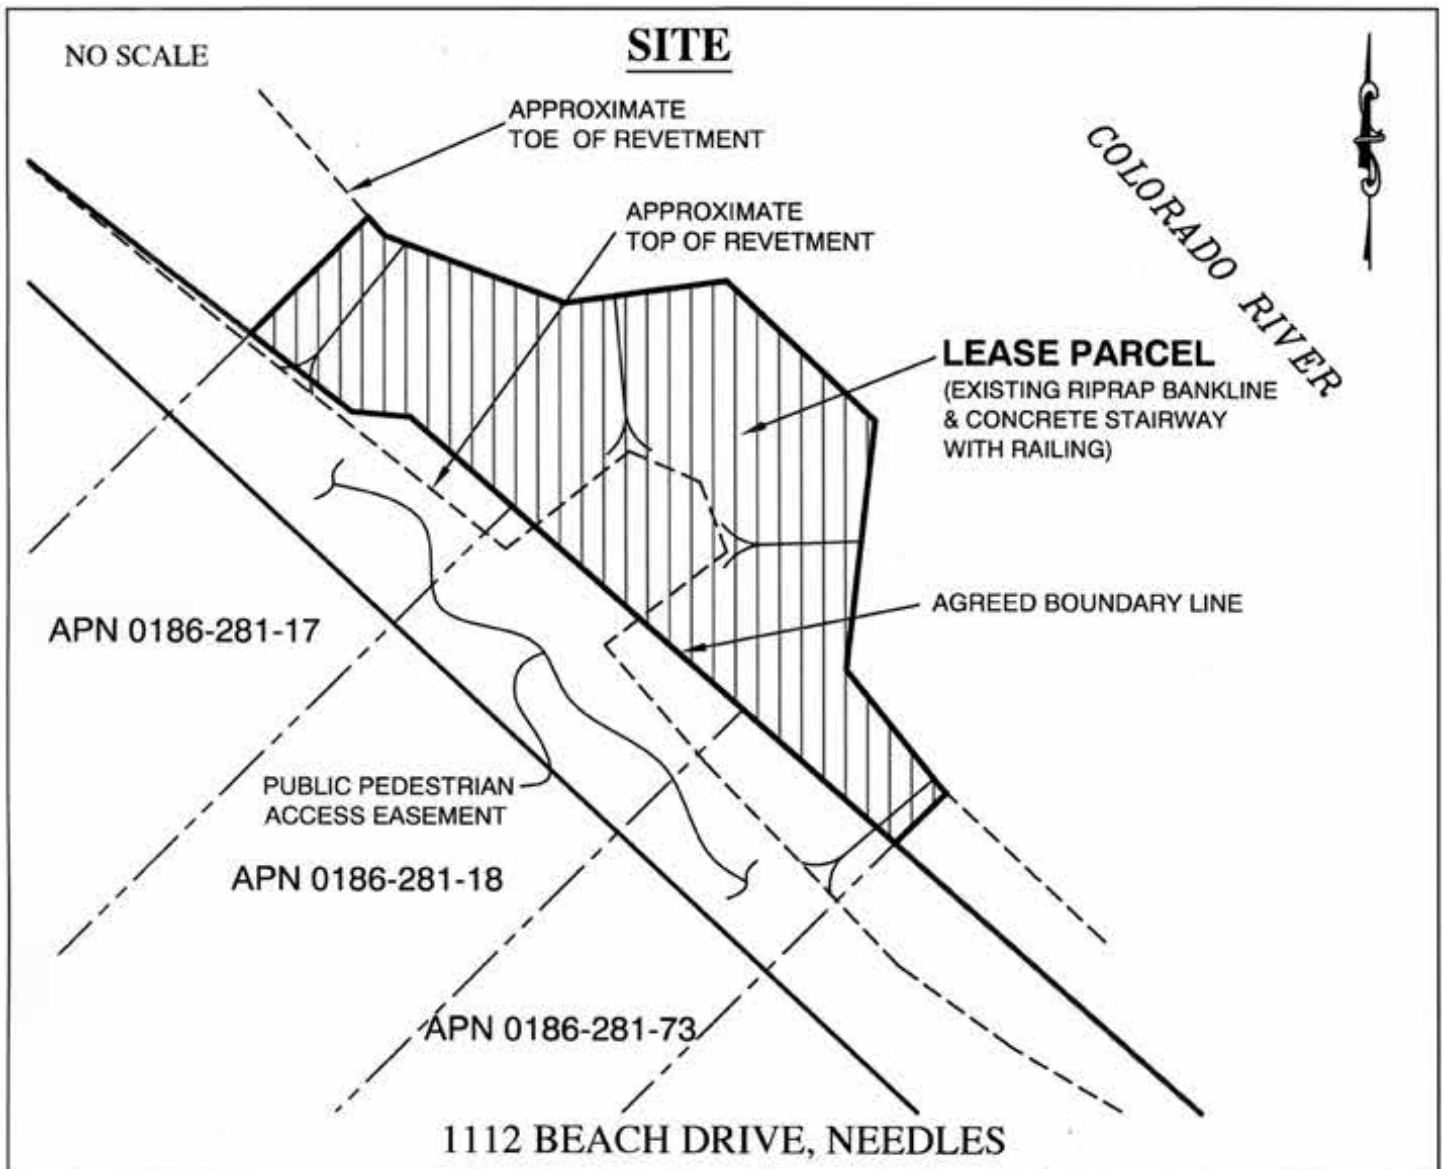 NO SCALE
SITE
APPROXIMATE
TOE OF REVETMENT
APPROXIMATE
TOP OF REVETMENT
COLORADO RIVER
LEASE PARCEL
(EXISTING RIPRAP BANKLINE
& CONCRETE STAIRWAY
WITH RAILING)
AGREED BOUNDARY LINE
APN 0186-281-17
PUBLIC PEDESTRIAN
ACCESS EASEMENT
APN 0186-281-18
APN 0186-281-73
1112 BEACH DRIVE, NEEDLES